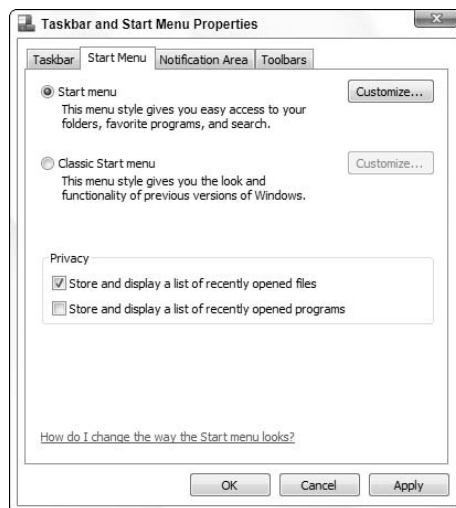 Taskbar and Start Menu Properties
Taskbar Start Menu Notification Area Toolbars
Start menu Customize...
This menu style gives you easy access to your
folders, favorite programs, and search.
Classic Start menu Customize...
This menu style gives you the look and
functionality of previous versions of Windows.
Privacy
Store and display a list of recently opened files
Store and display a list of recently opened programs
How do I change the way the Start menu looks?
OK Cancel Apply